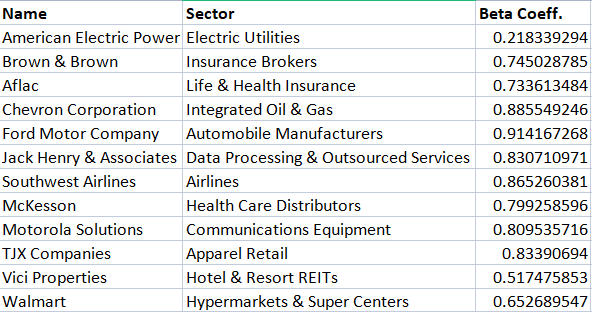 Name Sector Beta Coeff.
American Electric Power Electric Utilities 0.218339294
Brown & Brown Insurance Brokers 0.745028785
Aflac Life & Health Insurance 0.733613484
Chevron Corporation Integrated Oil & Gas 0.885549246
Ford Motor Company Automobile Manufacturers 0.914167268
Jack Henry & Associates Data Processing & Outsourced Services 0.830710971
Southwest Airlines Airlines 0.865260381
McKesson Health Care Distributors 0.799258596
Motorola Solutions Communications Equipment 0.809535716
TJX Companies Apparel Retail 0.83390694
Vici Properties Hotel & Resort REITs 0.517475853
Walmart Hypermarkets & Super Centers 0.652689547